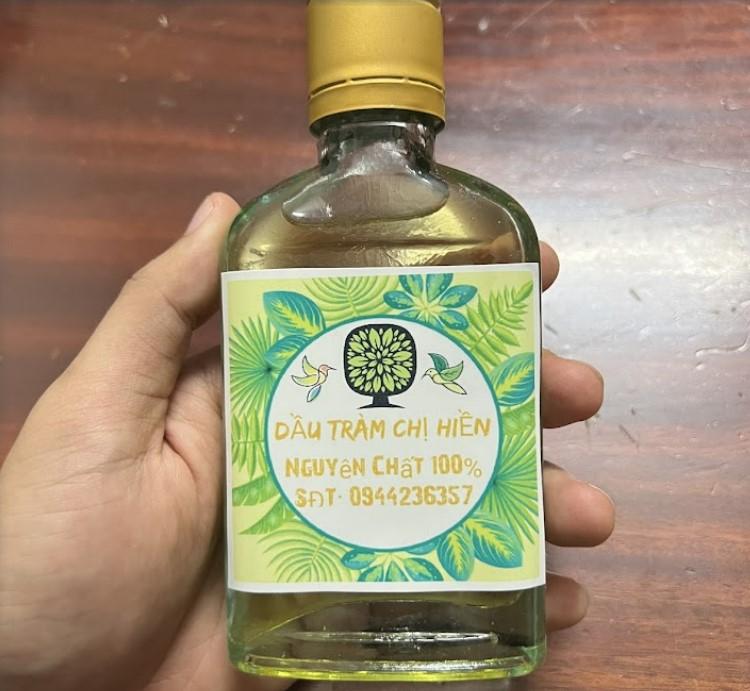 DẦU TRÀM CHỊ HIỀN
NGUYêN CHấT 100%
SĐT: 0944236357